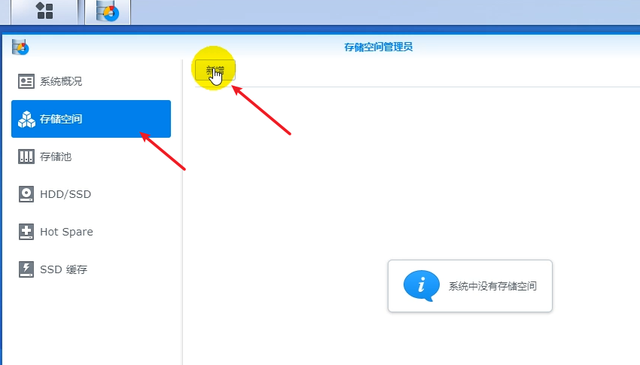 存储空间管理员
新增
系统概况
存储空间
存储池
HDD/SSD
Hot Spare
SSD 缓存
系统中没有存储空间